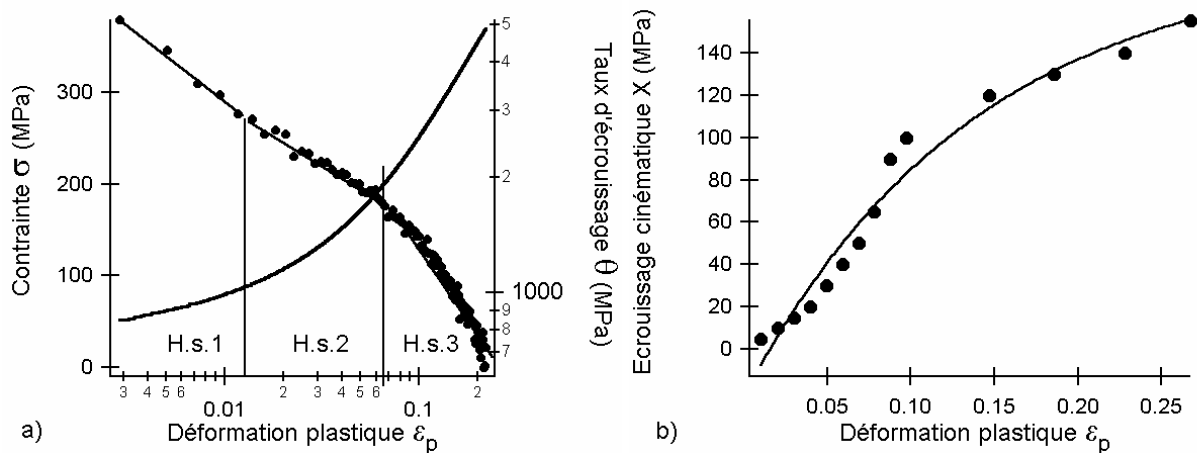 Contrainte σ (MPa)
300
200
100
0
H.s.1
H.s.2
H.s.3
3 4 5 6 0.01 2 3 4 5 6 0.1 2
Déformation plastique εp
a)
5
4
3
2
1000
9
8
7
Taux d'écrouissage θ (MPa)
Ecrouissage cinématique X (MPa)
140
120
100
80
60
40
20
0
0.05 0.10 0.15 0.20 0.25
Déformation plastique εp
b)